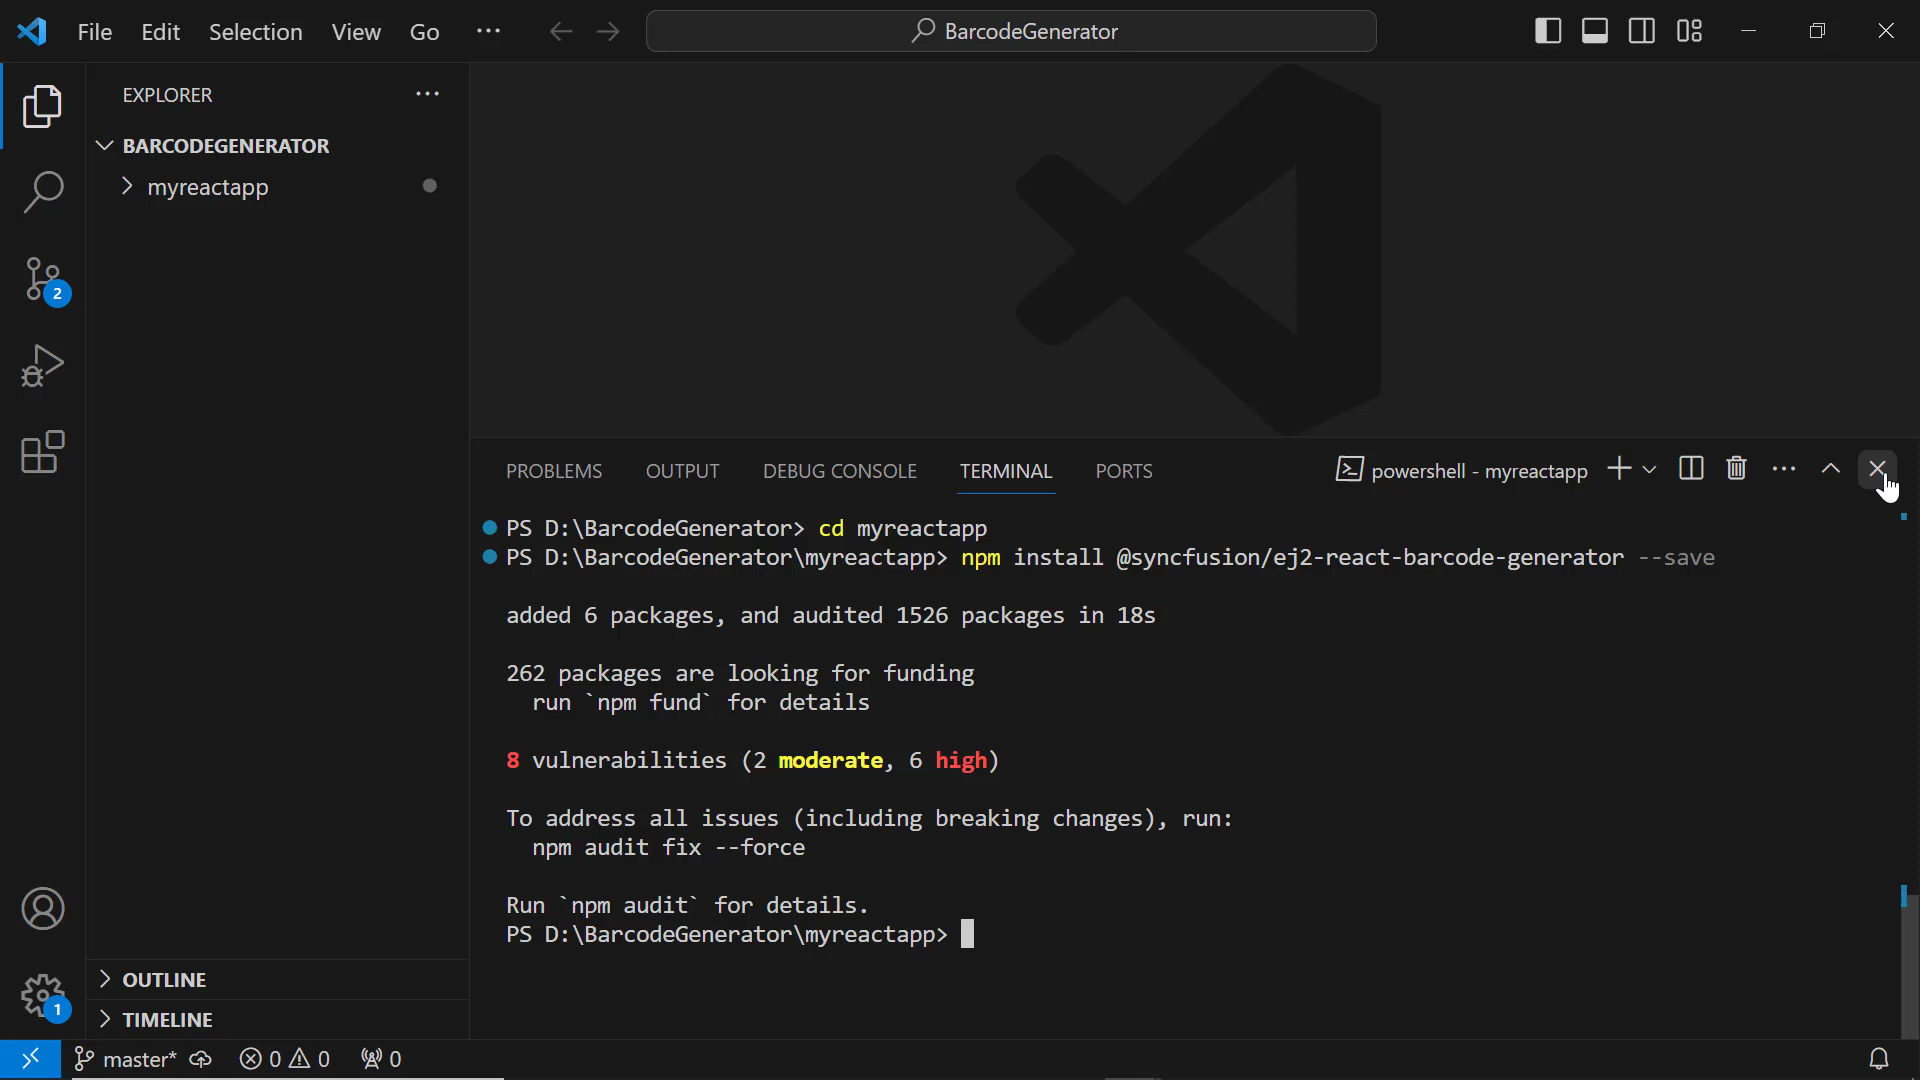 File Edit Selection View Go ··· BarcodeGenerator
EXPLORER ···
BARCODEGENERATOR
myreactapp
2
PROBLEMS OUTPUT DEBUG CONSOLE TERMINAL PORTS powershell - myreactapp ···
PS D:\BarcodeGenerator> cd myreactapp
PS D:\BarcodeGenerator\myreactapp> npm install @syncfusion/ej2-react-barcode-generator --save
added 6 packages, and audited 1526 packages in 18s
262 packages are looking for funding
run `npm fund` for details
8 vulnerabilities (2 moderate, 6 high)
To address all issues (including breaking changes), run:
npm audit fix --force
Run `npm audit` for details.
PS D:\BarcodeGenerator\myreactapp>
OUTLINE
1
TIMELINE
master* 0 0 0